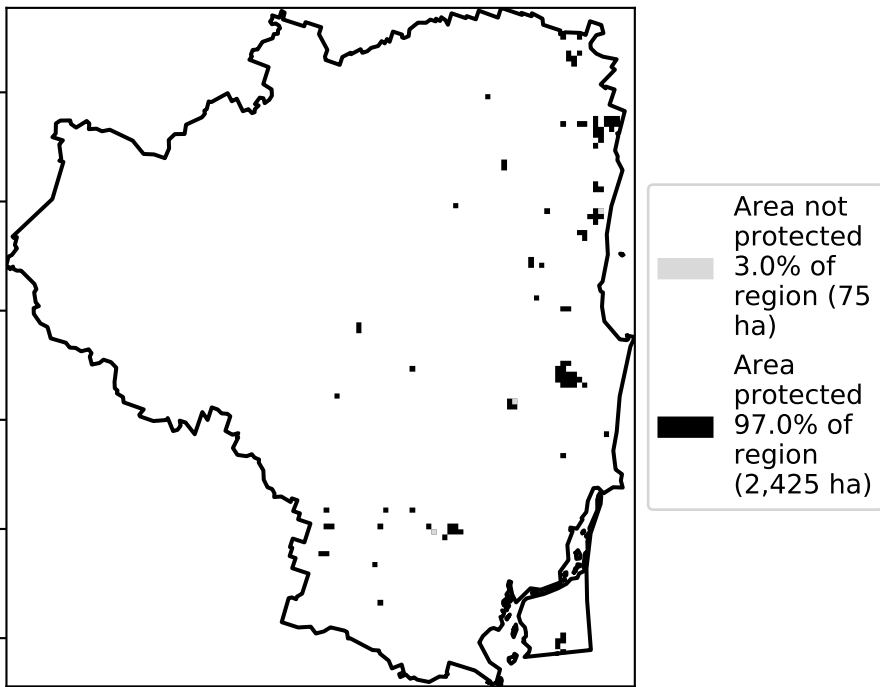 Area not
protected
3.0% of
region (75
ha)
Area
protected
97.0% of
region
(2,425 ha)